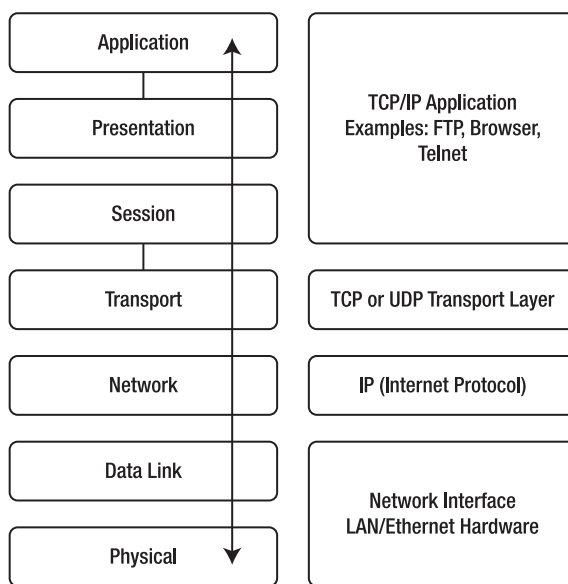 Application
Presentation
Session
Transport
Network
Data Link
Physical
TCP/IP Application
Examples: FTP, Browser,
Telnet
TCP or UDP Transport Layer
IP (Internet Protocol)
Network Interface
LAN/Ethernet Hardware